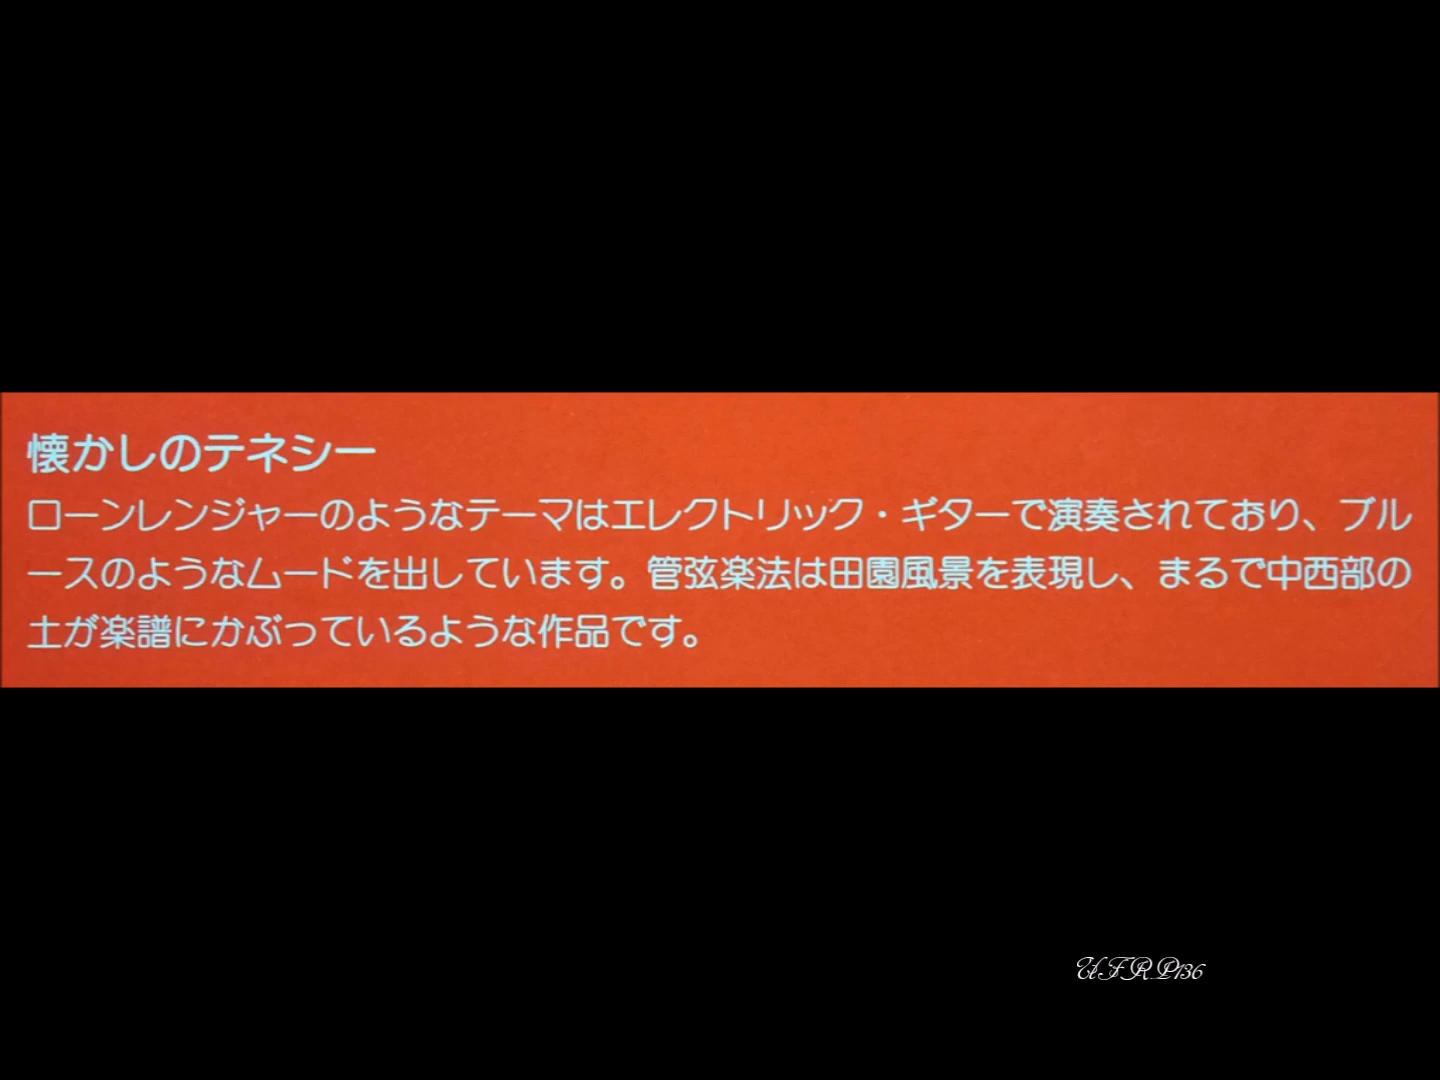 懐かしのテネシー
ローンレンジャーのようなテーマはエレクトリック・ギターで演奏されており、ブル
ースのようなムードを出しています。管弦楽法は田園風景を表現し、まるで中西部の
土が楽譜にかぶっているような作品です。
UFRP136